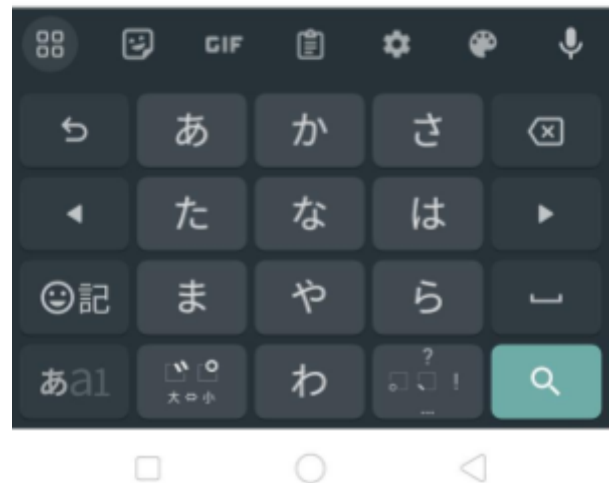 GIF
あ か さ
た な は
記 ま や ら
あa1 大⇔小 わ 。、?!…